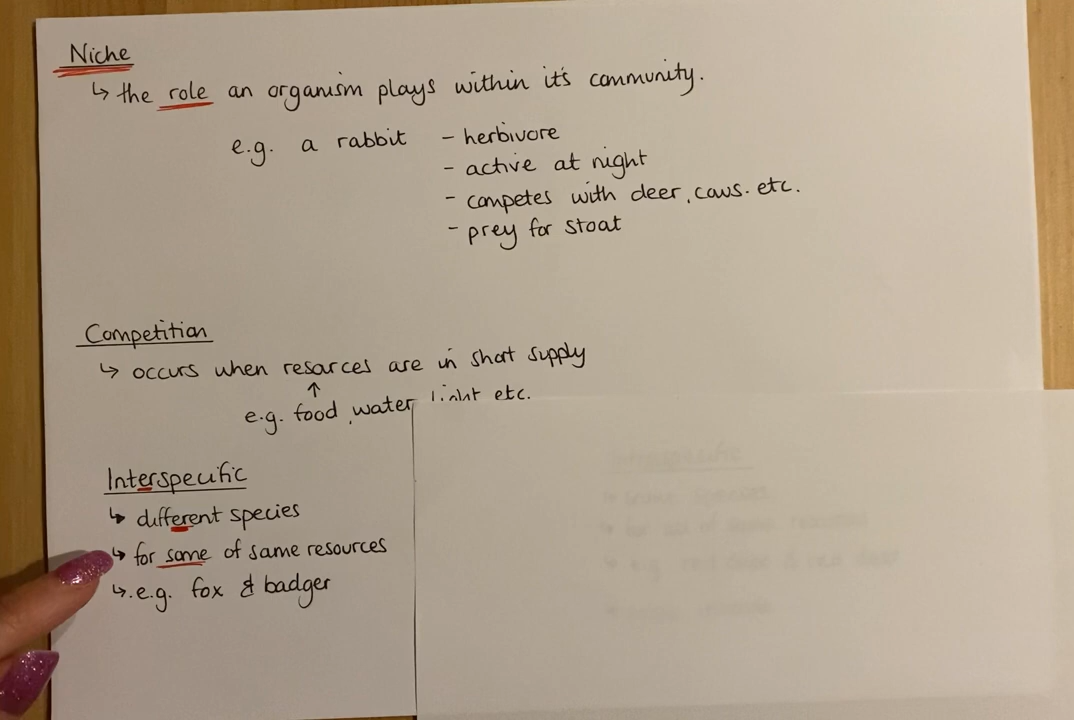 Niche
↳ the role an organism plays within it's community.
e.g. a rabbit - herbivore
- active at night
- competes with deer, cows. etc.
- prey for stoat
Competition
↳ occurs when resources are in short supply
↑
e.g. food, water, light etc.
Interspecific
↳ different species
↳ for some of same resources
↳ e.g. fox & badger